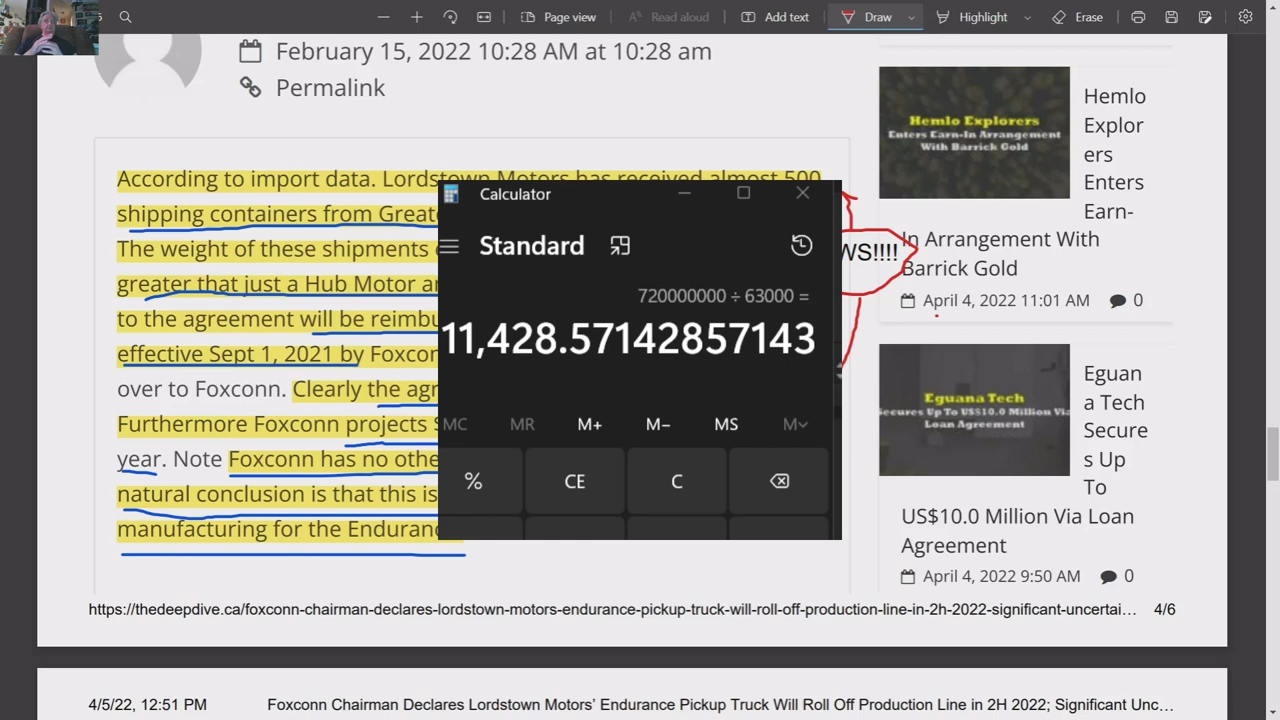 5
Page view
Read aloud
Add text
Draw
Highlight
Erase
February 15, 2022 10:28 AM at 10:28 am
Permalink
According to import data. Lordstown Motors has received almost 500
shipping containers from Great
The weight of these shipments
greater that just a Hub Motor
to the agreement will be reimbu
effective Sept 1, 2021 by Foxcon
over to Foxconn. Clearly the agr
Furthermore Foxconn projects
year. Note Foxconn has no othe
natural conclusion is that this is
manufacturing for the Enduranc
Calculator
Standard
720000000 ÷ 63000 =
11,428.57142857143
MC MR M+ M− MS M
% CE C
WS!!!!
Hemlo Explorers
Enters Earn-In Arrangement
With Barrick Gold
Hemlo
Explor
ers
Enters
Earn-
In Arrangement With
Barrick Gold
April 4, 2022 11:01 AM 0
Eguana Tech
Secures Up To US$10.0 Million Via
Loan Agreement
Eguan
a Tech
Secure
s Up
To
US$10.0 Million Via Loan
Agreement
April 4, 2022 9:50 AM 0
https://thedeepdive.ca/foxconn-chairman-declares-lordstown-motors-endurance-pickup-truck-will-roll-off-production-line-in-2h-2022-significant-uncertai… 4/6
4/5/22, 12:51 PM Foxconn Chairman Declares Lordstown Motors' Endurance Pickup Truck Will Roll Off Production Line in 2H 2022; Significant Unc…